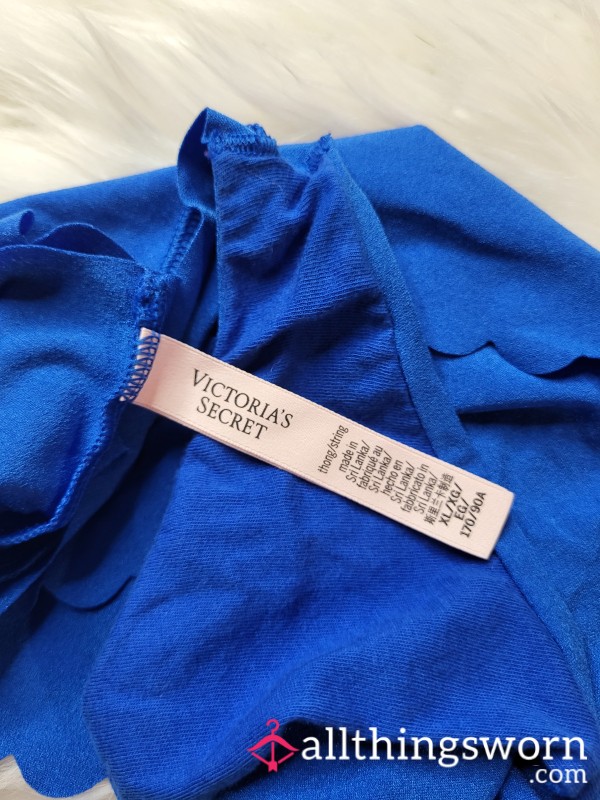 VICTORIA'S
SECRET
thong/string
made in
Sri Lanka/
fabriqué au
Sri Lanka/
hecho en
Sri Lanka/
fabbricato in
Sri Lanka/
斯里兰卡制造
XL/XG/
EG/
170/90A
allthingsworn
.com